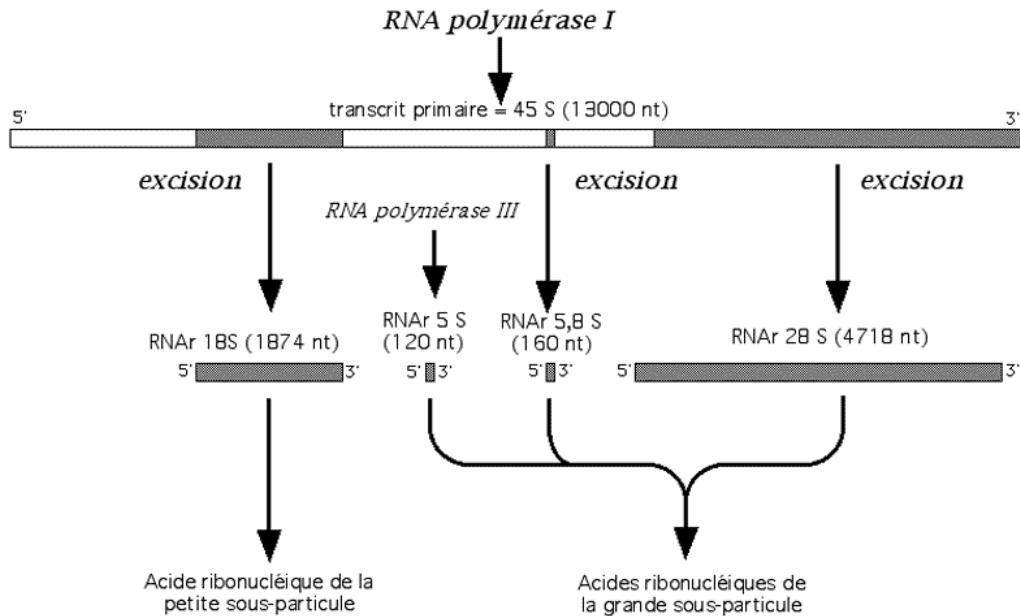 RNA polymérase I
transcrit primaire = 45 S (13000 nt)
5'
3'
excision
excision
excision
RNA polymérase III
RNAr 18S (1874 nt)
RNAr 5 S
(120 nt)
RNAr 5,8 S
(160 nt)
RNAr 28 S (4718 nt)
5'
3'
5'
3'
5'
3'
5'
3'
Acide ribonucléique de la
petite sous-particule
Acides ribonucléiques de
la grande sous-particule